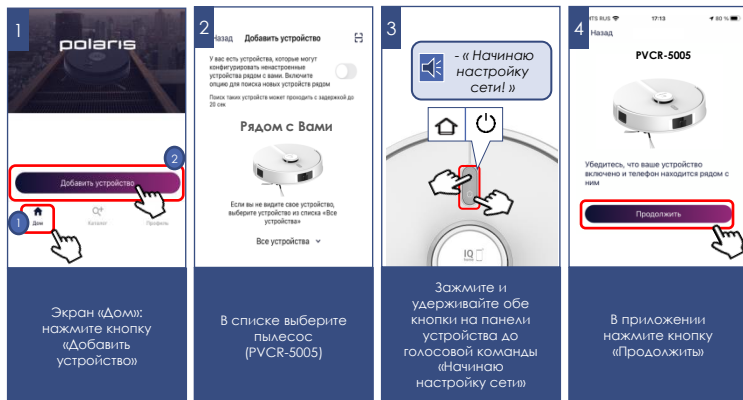 1
polaris
2
Добавить устройство
1
Дом
Каталог
Профиль
Экран «Дом»:
нажмите кнопку
«Добавить
устройство»
2
Назад
Добавить устройство
У вас есть устройства, которые могут
конфигурировать ненастроенные
устройства рядом с вами. Включите
опцию для поиска новых устройств рядом
Поиск таких устройств может проходить с задержкой до
20 сек
Рядом с Вами
Если вы не видите свое устройство,
выберите устройство из списка «Все
устройства»
Все устройства
В списке выберите
пылесос
(PVCR-5005)
3
- « Начинаю
настройку
сети! »
IQ
Зажмите и
удерживайте обе
кнопки на панели
устройства до
голосовой команды
«Начинаю
настройку сети»
4
MTS RUS
17:13
80 %
Назад
PVCR-5005
Убедитесь, что ваше устройство
включено и телефон находится рядом с
ним
Продолжить
В приложении
нажмите кнопку
«Продолжить»